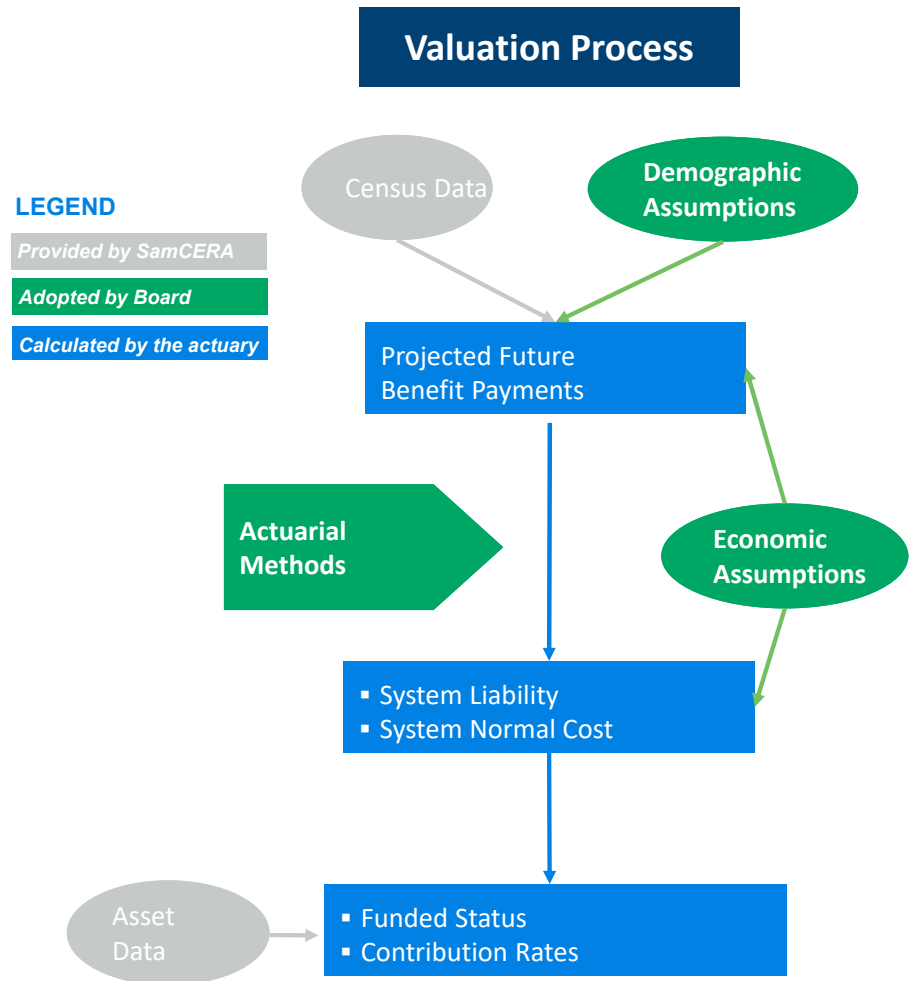 Valuation Process
Census Data
Demographic
Assumptions
LEGEND
Provided by SamCERA
Adopted by Board
Calculated by the actuary
Projected Future
Benefit Payments
Actuarial
Methods
Economic
Assumptions
▪ System Liability
▪ System Normal Cost
Asset
Data
▪ Funded Status
▪ Contribution Rates